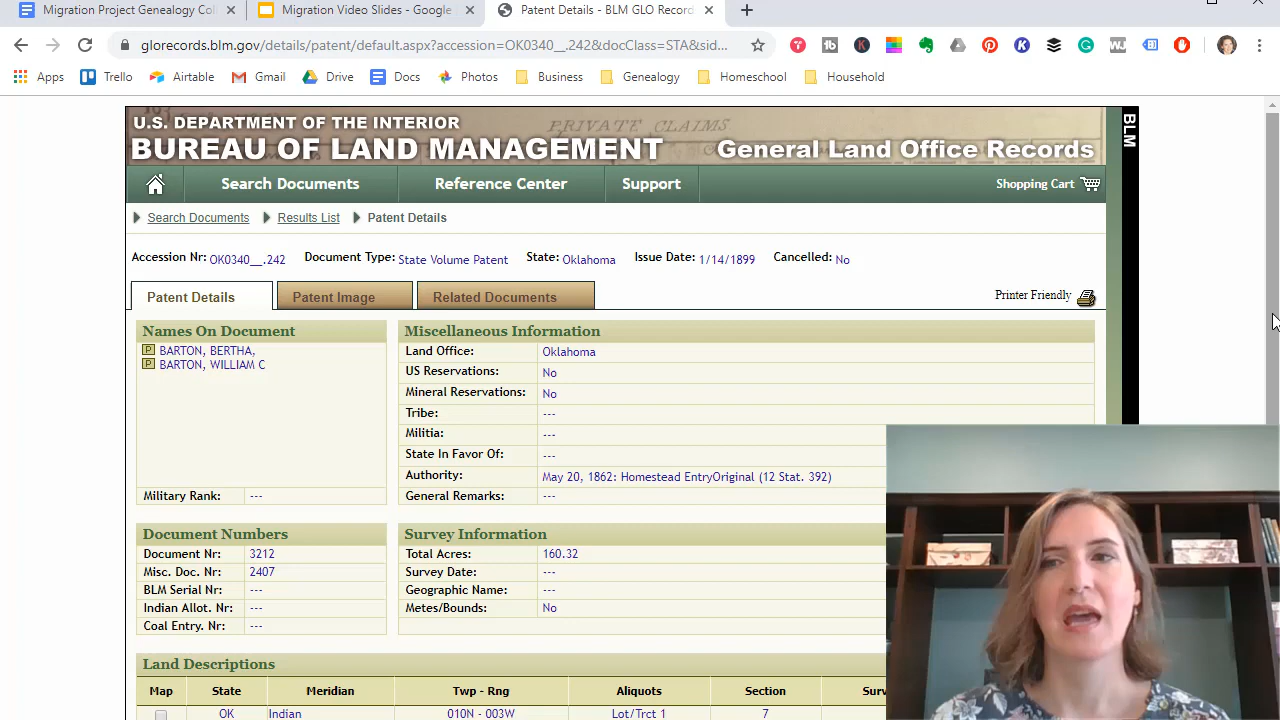 Migration Project Genealogy Col
Migration Video Slides - Google
Patent Details - BLM GLO Record
glorecords.blm.gov/details/patent/default.aspx?accession=OK0340__.242&docClass=STA&sid...
Apps Trello Airtable Gmail Drive Docs Photos Business Genealogy Homeschool Household
PRIVATE CLAIMS
U.S. DEPARTMENT OF THE INTERIOR
BUREAU OF LAND MANAGEMENT General Land Office Records
BLM
Search Documents Reference Center Support Shopping Cart
Search Documents Results List Patent Details
Accession Nr: OK0340__.242 Document Type: State Volume Patent State: Oklahoma Issue Date: 1/14/1899 Cancelled: No
Patent Details Patent Image Related Documents Printer Friendly
Names On Document
P BARTON, BERTHA,
P BARTON, WILLIAM C
Military Rank: ---
Miscellaneous Information
Land Office: Oklahoma
US Reservations: No
Mineral Reservations: No
Tribe: ---
Militia: ---
State In Favor Of: ---
Authority: May 20, 1862: Homestead EntryOriginal (12 Stat. 392)
General Remarks: ---
Document Numbers
Document Nr: 3212
Misc. Doc. Nr: 2407
BLM Serial Nr: ---
Indian Allot. Nr: ---
Coal Entry. Nr: ---
Survey Information
Total Acres: 160.32
Survey Date: ---
Geographic Name: ---
Metes/Bounds: No
Land Descriptions
Map State Meridian Twp - Rng Aliquots Section Surv
OK Indian 010N - 003W Lot/Trct 1 7